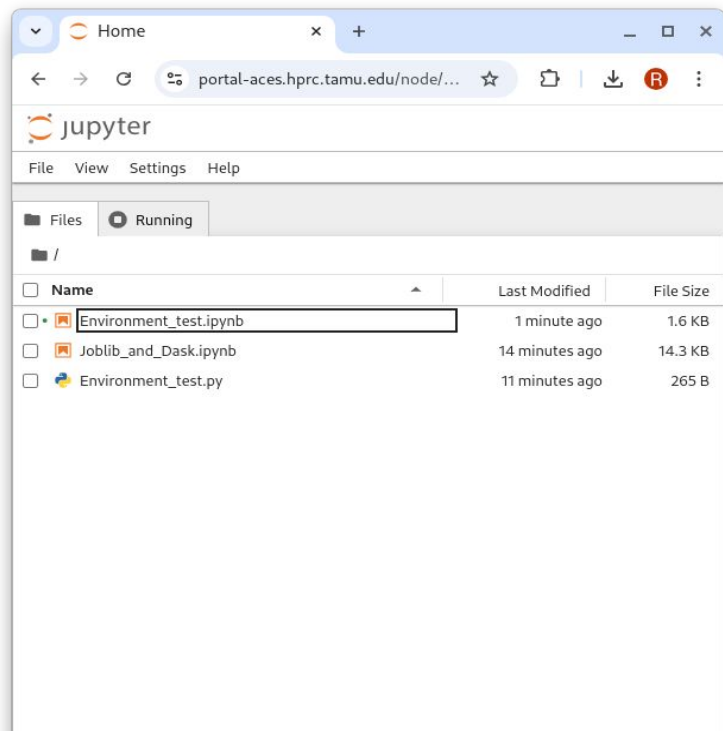 Home
portal-aces.hprc.tamu.edu/node/...
R
jupyter
File View Settings Help
Files Running
/
Name Last Modified File Size
Environment_test.ipynb 1 minute ago 1.6 KB
Joblib_and_Dask.ipynb 14 minutes ago 14.3 KB
Environment_test.py 11 minutes ago 265 B